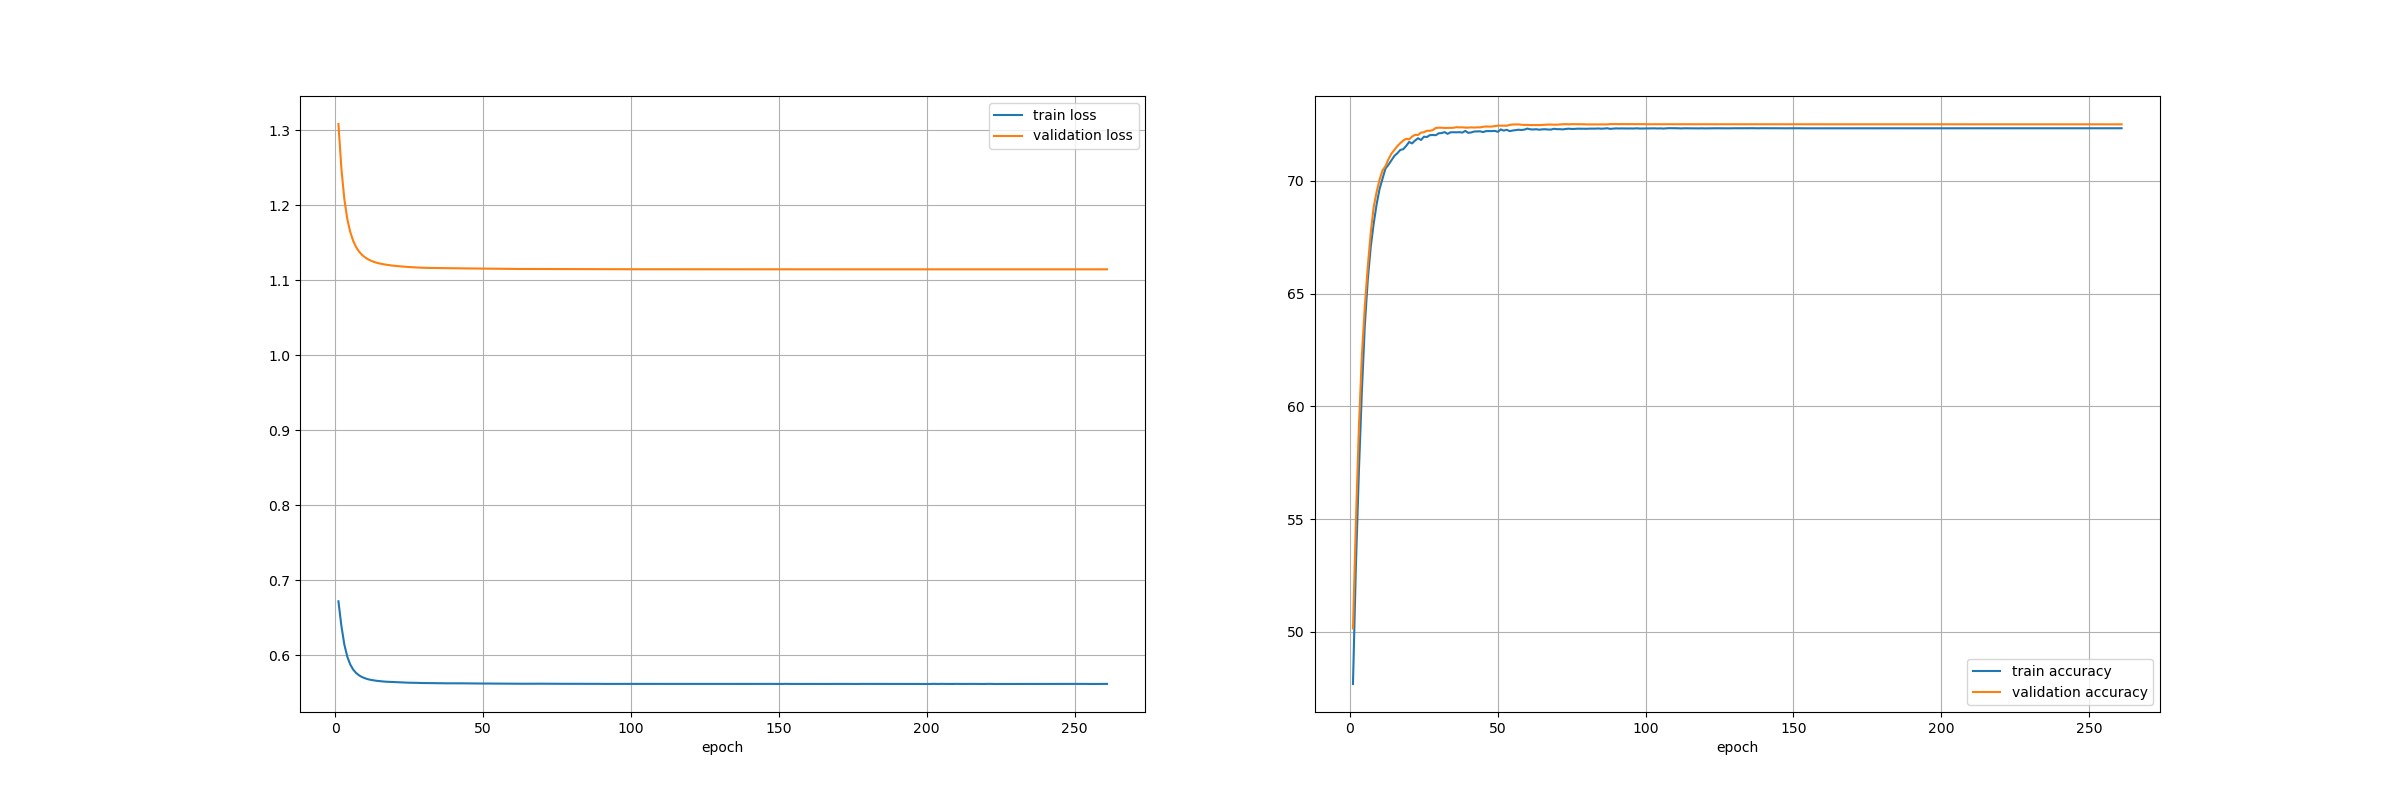 1.3
1.2
1.1
1.0
0.9
0.8
0.7
0.6
0 50 100 150 200 250
epoch
train loss
validation loss
70
65
60
55
50
0 50 100 150 200 250
epoch
train accuracy
validation accuracy